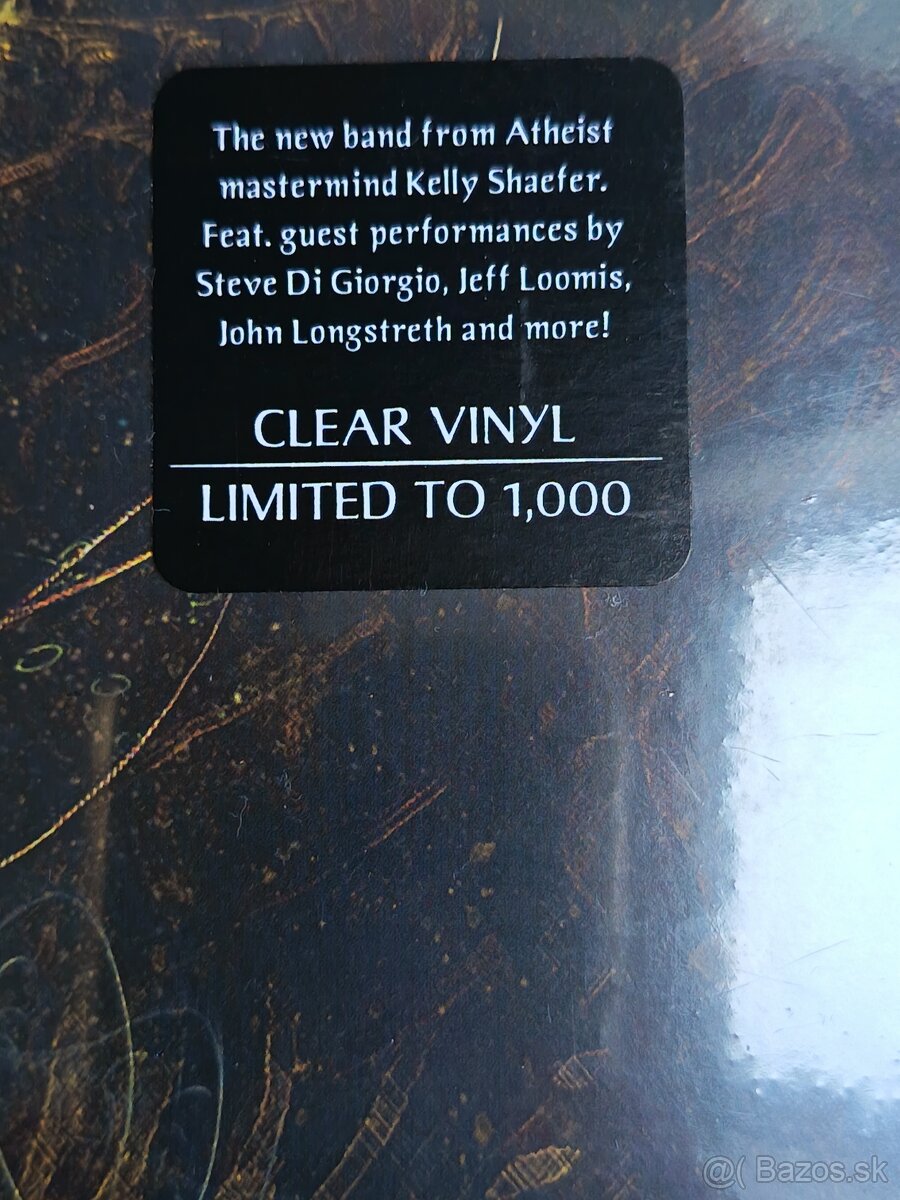 The new band from Atheist
mastermind Kelly Shaefer.
Feat. guest performances by
Steve Di Giorgio, Jeff Loomis,
John Longstreth and more!
CLEAR VINYL
LIMITED TO 1,000
@( Bazos.sk